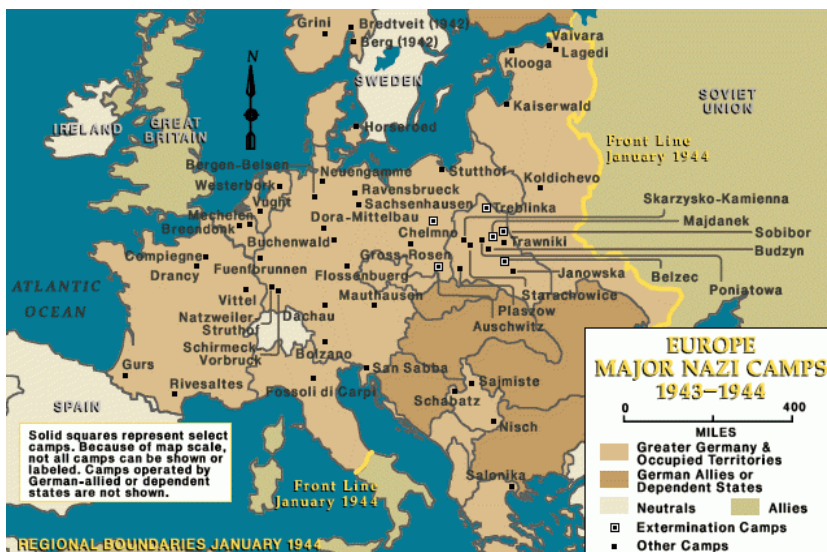 Grini
Bredtveit (1942)
Berg (1942)
Vaivara
Lagedi
Klooga
N
SWEDEN
SOVIET
UNION
Kaiserwald
IRELAND
GREAT
BRITAIN
Horserod
Front Line
January 1944
Bergen-Belsen
Neuengamme
Stutthof
Westerbork
Ravensbrueck
Koldichevo
Vught
Sachsenhausen
Treblinka
Skarzysko-Kamienna
Mechelen
Dora-Mittelbau
Majdanek
Breendonk
Chelmno
Sobibor
Buchenwald
Trawniki
Budzyn
Compiegne
Gross-Rosen
Drancy
Fuenfbrunnen
Flossenbuerg
Janowska
Belzec
ATLANTIC
OCEAN
Poniatowa
Vittel
Mauthausen
Starachowice
Natzweiler-
Struthof
Dachau
Plaszow
Auschwitz
Schirmeck
Vorbruck
Bolzano
Gurs
San Sabba
Rivesaltes
Fossoli di Carpi
Sajmiste
Schabatz
SPAIN
Nisch
Salonika
Solid squares represent select
camps. Because of map scale,
not all camps can be shown or
labeled. Camps operated by
German-allied or dependent
states are not shown.
Front Line
January 1944
EUROPE
MAJOR NAZI CAMPS
1943–1944
0 400
MILES
Greater Germany &
Occupied Territories
German Allies or
Dependent States
Neutrals
Allies
Extermination Camps
Other Camps
REGIONAL BOUNDARIES JANUARY 1944